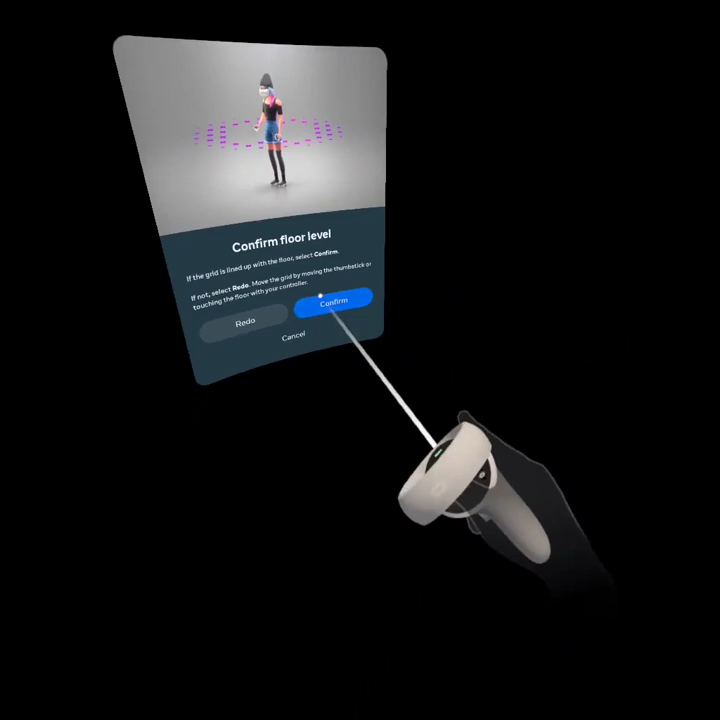 Confirm floor level
If the grid is lined up with the floor, select Confirm.
If not, select Redo. Move the grid by moving the thumbstick or
touching the floor with your controller.
Redo
Confirm
Cancel